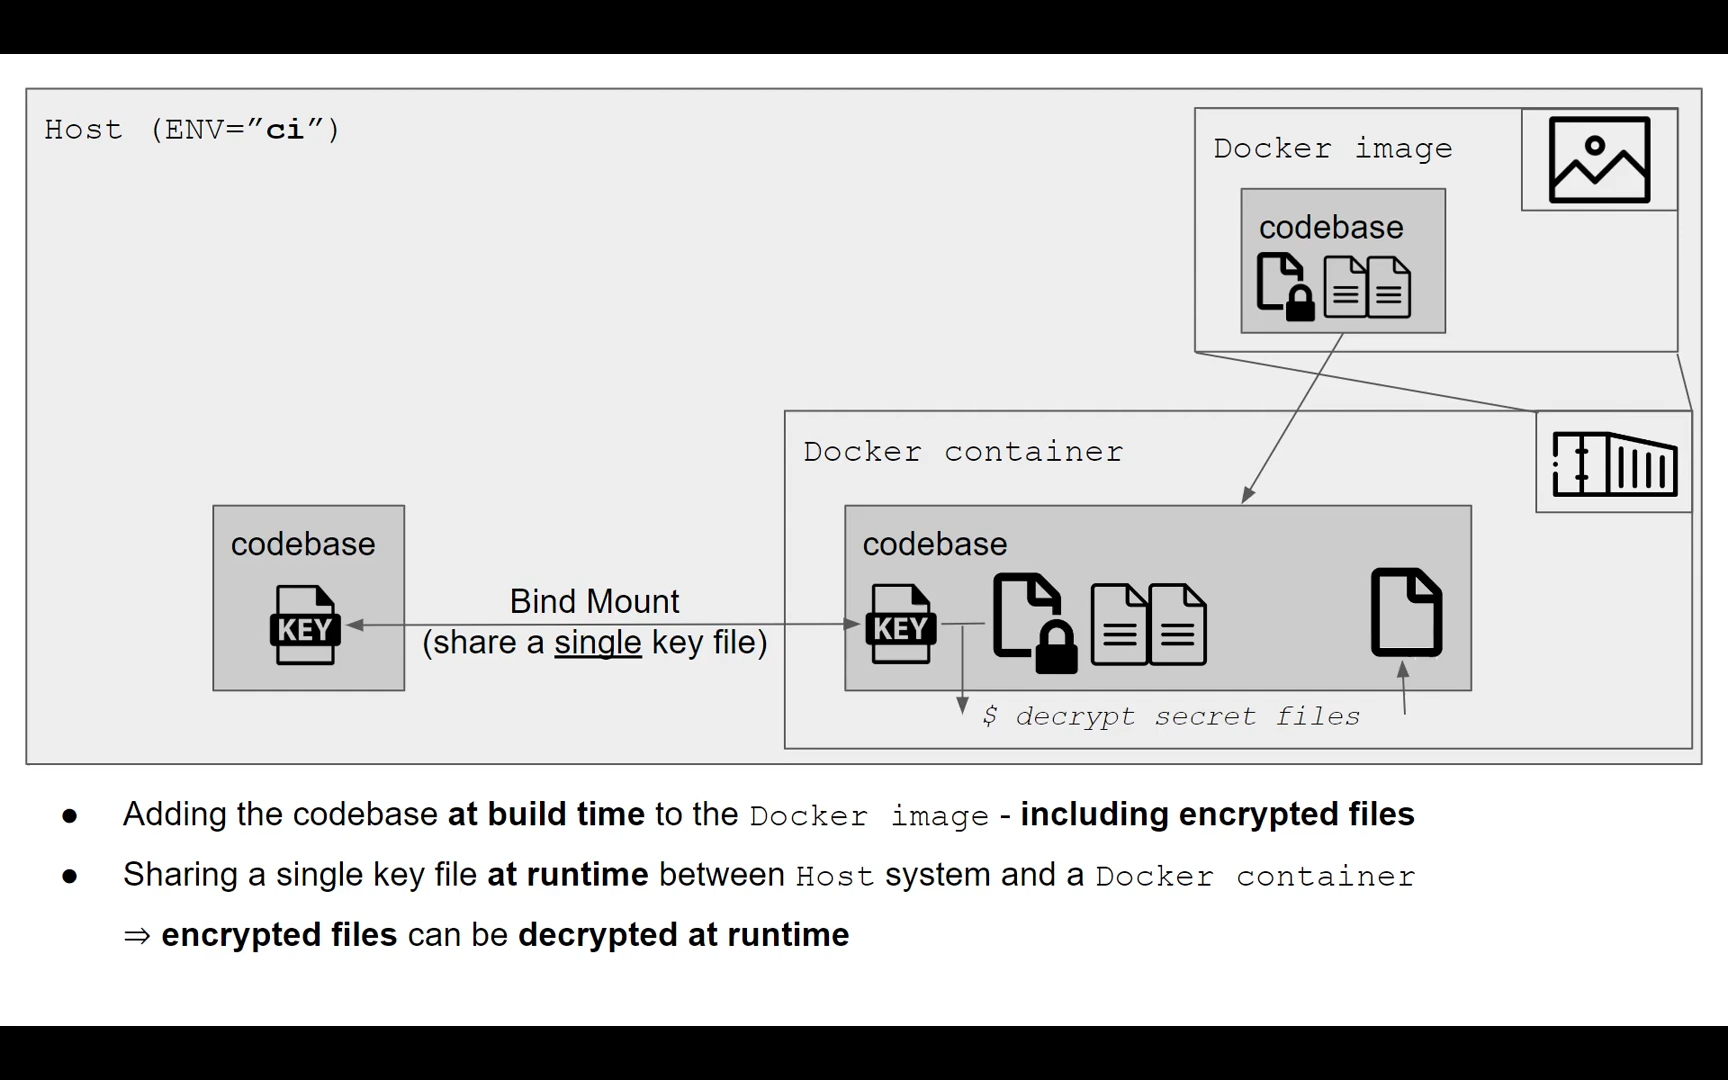 Host (ENV=”ci”)
Docker image
codebase
Docker container
codebase
KEY
Bind Mount
(share a single key file)
codebase
KEY
$ decrypt secret files
● Adding the codebase at build time to the Docker image - including encrypted files
● Sharing a single key file at runtime between Host system and a Docker container
⇒ encrypted files can be decrypted at runtime